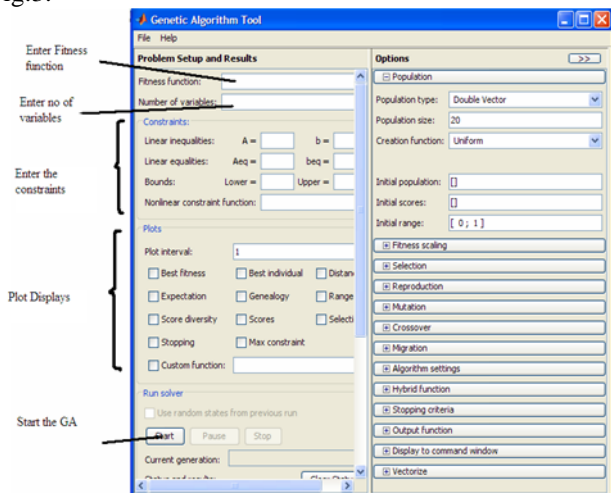 Genetic Algorithm Tool
File Help
Enter Fitness
function
Enter no of
variables
Enter the
constraints
Plot Displays
Start the GA
Problem Setup and Results
Fitness function:
Number of variables:
Constraints:
Linear inequalities: A = b =
Linear equalities: Aeq = beq =
Bounds: Lower = Upper =
Nonlinear constraint function:
Plots
Plot interval: 1
Best fitness Best individual Distan
Expectation Genealogy Range
Score diversity Scores Selecti
Stopping Max constraint
Custom function:
Run solver
Use random states from previous run
Start Pause Stop
Current generation:
Options >>
Population
Population type: Double Vector
Population size: 20
Creation function: Uniform
Initial population: []
Initial scores: []
Initial range: [ 0 ; 1 ]
Fitness scaling
Selection
Reproduction
Mutation
Crossover
Migration
Algorithm settings
Hybrid function
Stopping criteria
Output function
Display to command window
Vectorize